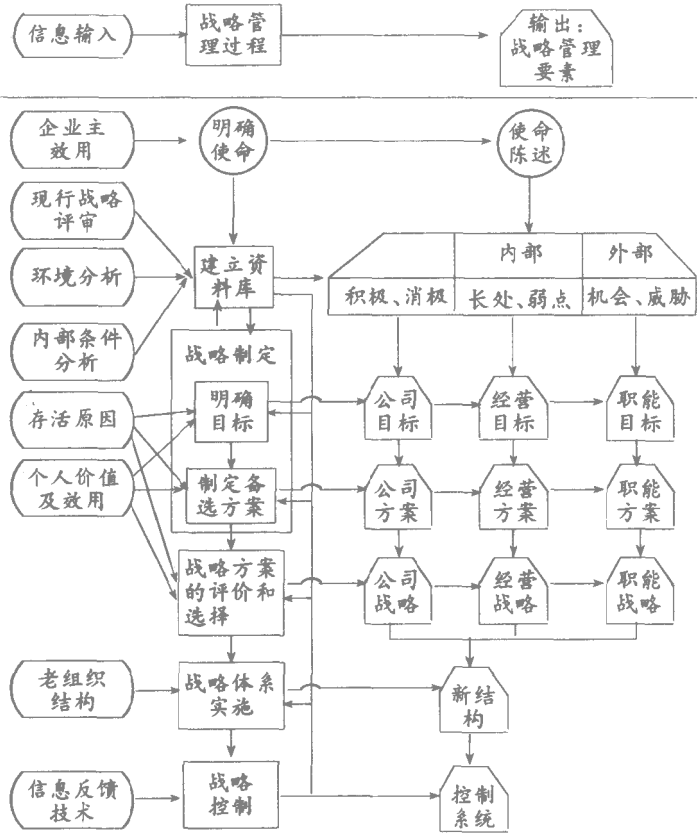 信息输入
战略管
理过程
输出：
战略管理
要素
企业主
效用
明确
使命
使命
陈述
现行战略
评审
环境分析
内部条件
分析
建立资
料库
内部
外部
积极、消极
长处、弱点
机会、威胁
战略制定
存活原因
明确
目标
公司
目标
经营
目标
职能
目标
个人价值
及效用
制定备
选方案
公司
方案
经营
方案
职能
方案
战略方案
的评价和
选择
公司
战略
经营
战略
职能
战略
老组织
结构
战略体系
实施
新结
构
信息反馈
技术
战略
控制
控制
系统